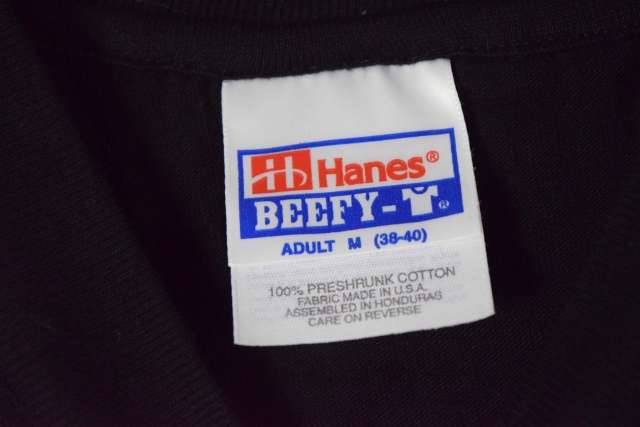 Hanes®
BEEFY-T®
ADULT M (38-40)
100% PRESHRUNK COTTON
FABRIC MADE IN U.S.A.
ASSEMBLED IN HONDURAS
CARE ON REVERSE